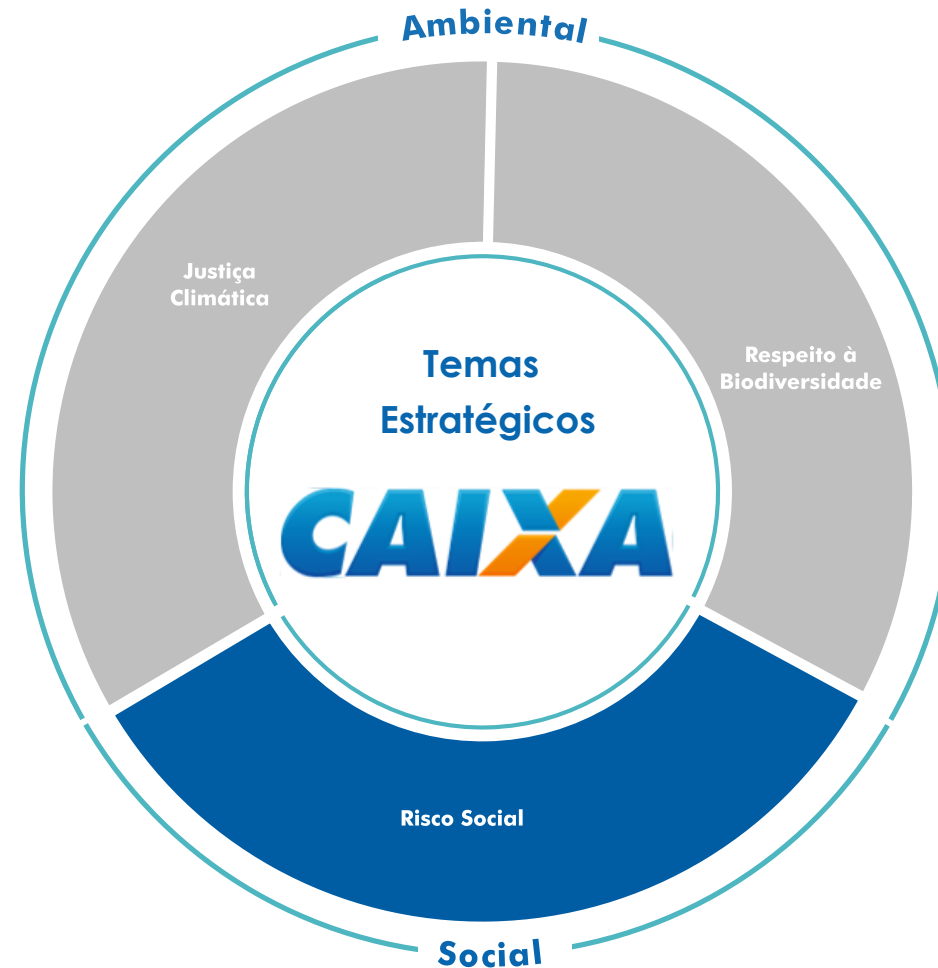 Ambiental
Justiça
Climática
Respeito à
Biodiversidade
Temas
Estratégicos
CAIXA
Risco Social
Social